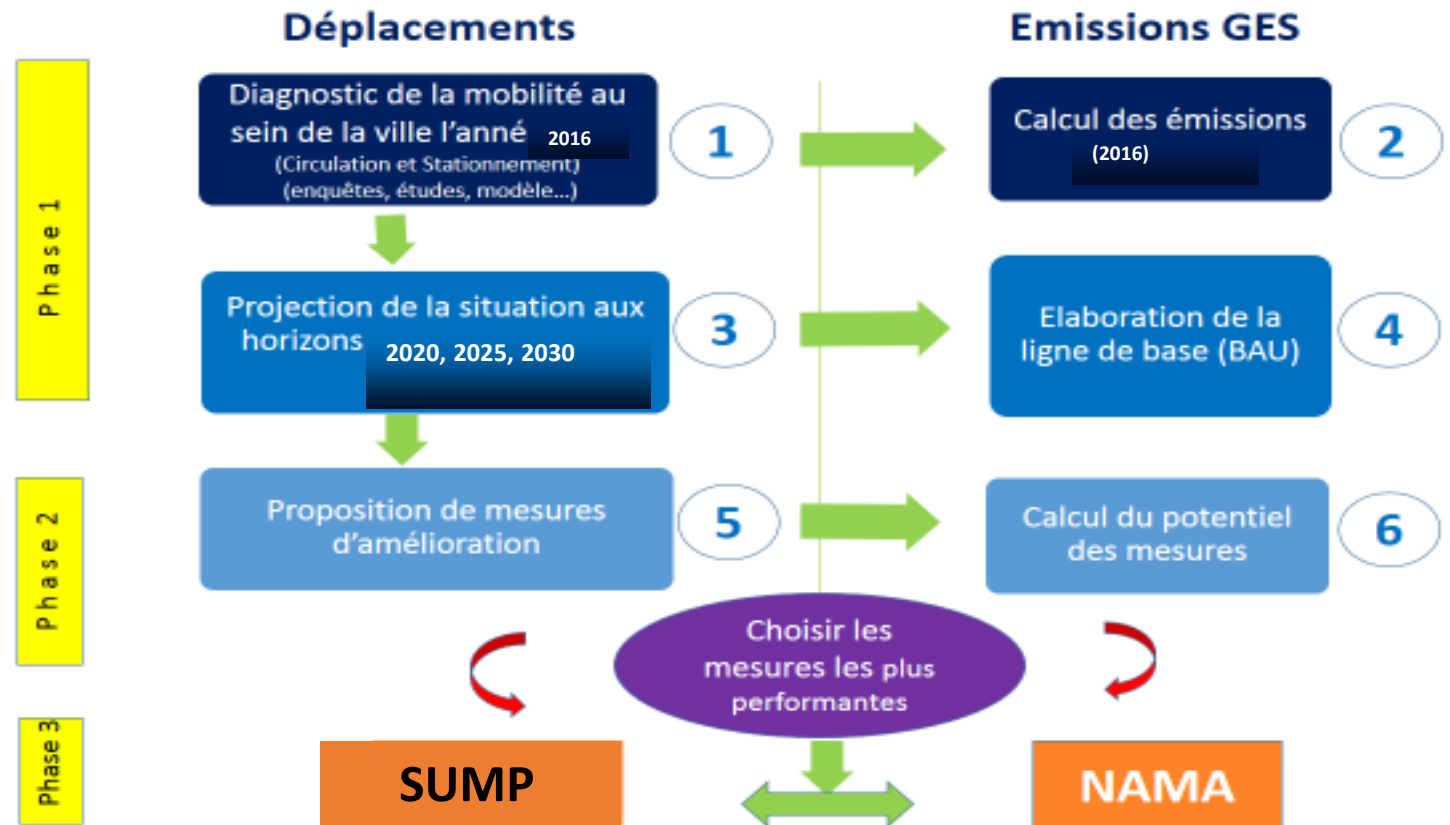 Déplacements
Emissions GES
Phase 1
Diagnostic de la mobilité au
sein de la ville l'anné 2016
(Circulation et Stationnement)
(enquêtes, études, modèle...)
1
Calcul des émissions
(2016)
2
Projection de la situation aux
horizons 2020, 2025, 2030
3
Elaboration de la
ligne de base (BAU)
4
Phase 2
Proposition de mesures
d'amélioration
5
Calcul du potentiel
des mesures
6
Choisir les
mesures les plus
performantes
Phase 3
SUMP
NAMA